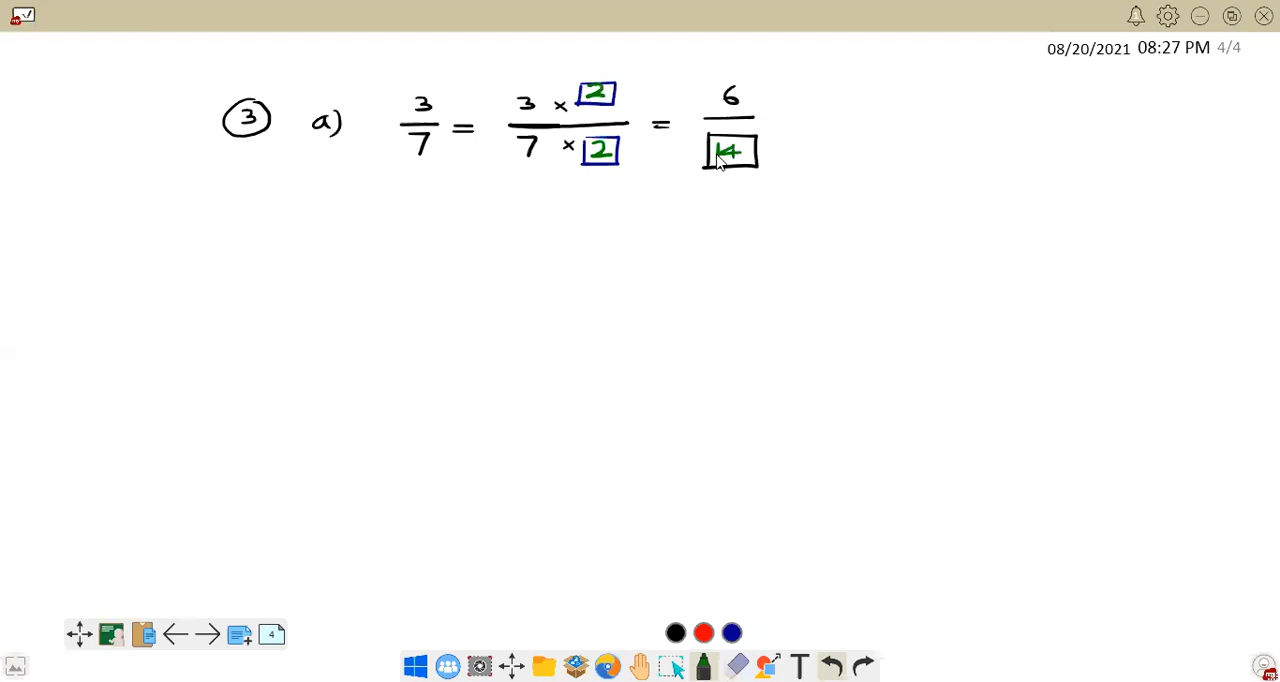 08/20/2021 08:27 PM 4/4
③ a) 3/7 = 3 × 2 / 7 × 2 = 6/14
4
T